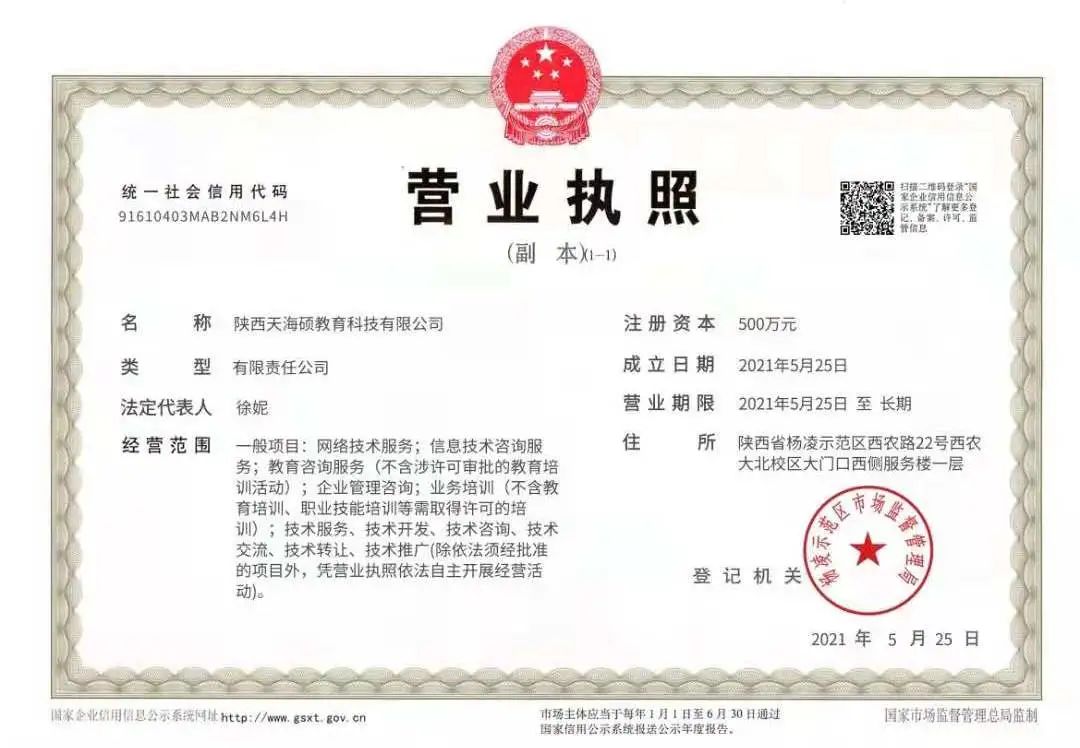 营业执照
(副 本)(1-1)
统一社会信用代码
91610403MAB2NM6L4H
扫描二维码登录“国
家企业信用信息公
示系统”了解更多登
记、备案、许可、监
管信息
名 称 陕西天海硕教育科技有限公司
类 型 有限责任公司
法定代表人 徐妮
经营范围 一般项目：网络技术服务；信息技术咨询服
务；教育咨询服务（不含涉许可审批的教育培
训活动）；企业管理咨询；业务培训（不含教
育培训、职业技能培训等需取得许可的培
训）；技术服务、技术开发、技术咨询、技术
交流、技术转让、技术推广(除依法须经批准
的项目外，凭营业执照依法自主开展经营活
动)。
注册资本 500万元
成立日期 2021年5月25日
营业期限 2021年5月25日 至 长期
住 所 陕西省杨凌示范区西农路22号西农
大北校区大门口西侧服务楼一层
登记机关
杨凌示范区市场监督管理局
2021 年 5 月 25 日
国家企业信用信息公示系统网址http://www.gsxt.gov.cn
市场主体应当于每年1月1日至6月30日通过
国家信用公示系统报送公示年度报告。
国家市场监督管理总局监制